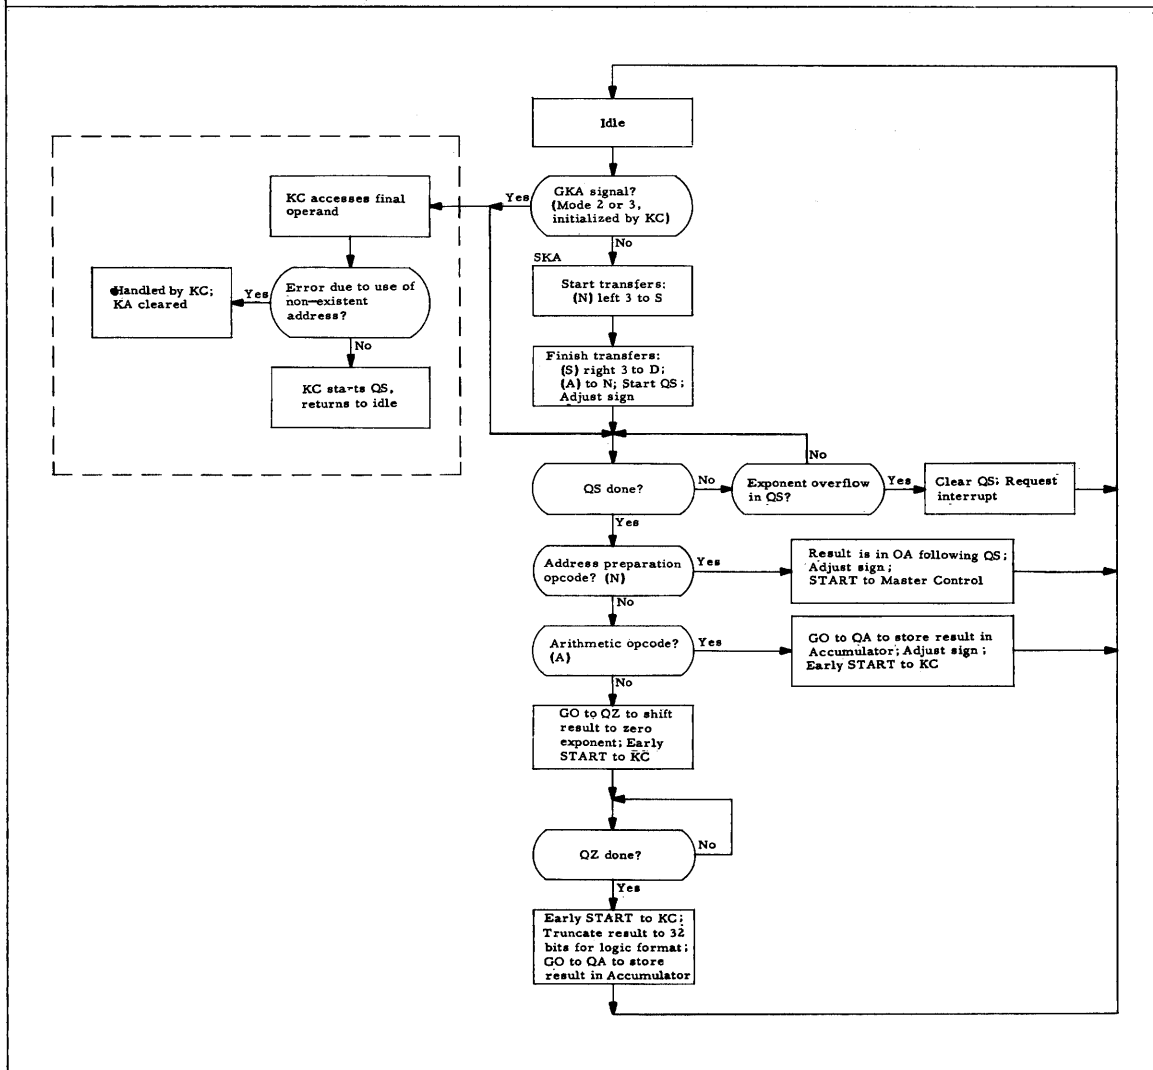 Idle
GKA signal?
(Mode 2 or 3,
initialized by KC)
Yes
No
KC accesses final
operand
Error due to use of
non-existent
address?
Yes
Handled by KC;
KA cleared
No
KC starts QS,
returns to idle
SKA
Start transfers:
(N) left 3 to S
Finish transfers:
(S) right 3 to D;
(A) to N; Start QS;
Adjust sign
QS done?
No
Exponent overflow
in QS?
No
Yes
Clear QS; Request
interrupt
Yes
Address preparation
opcode? (N)
Yes
Result is in OA following QS;
Adjust sign;
START to Master Control
No
Arithmetic opcode?
(A)
Yes
GO to QA to store result in
Accumulator; Adjust sign;
Early START to KC
No
GO to QZ to shift
result to zero
exponent; Early
START to KC
QZ done?
No
Yes
Early START to KC;
Truncate result to 32
bits for logic format;
GO to QA to store
result in Accumulator